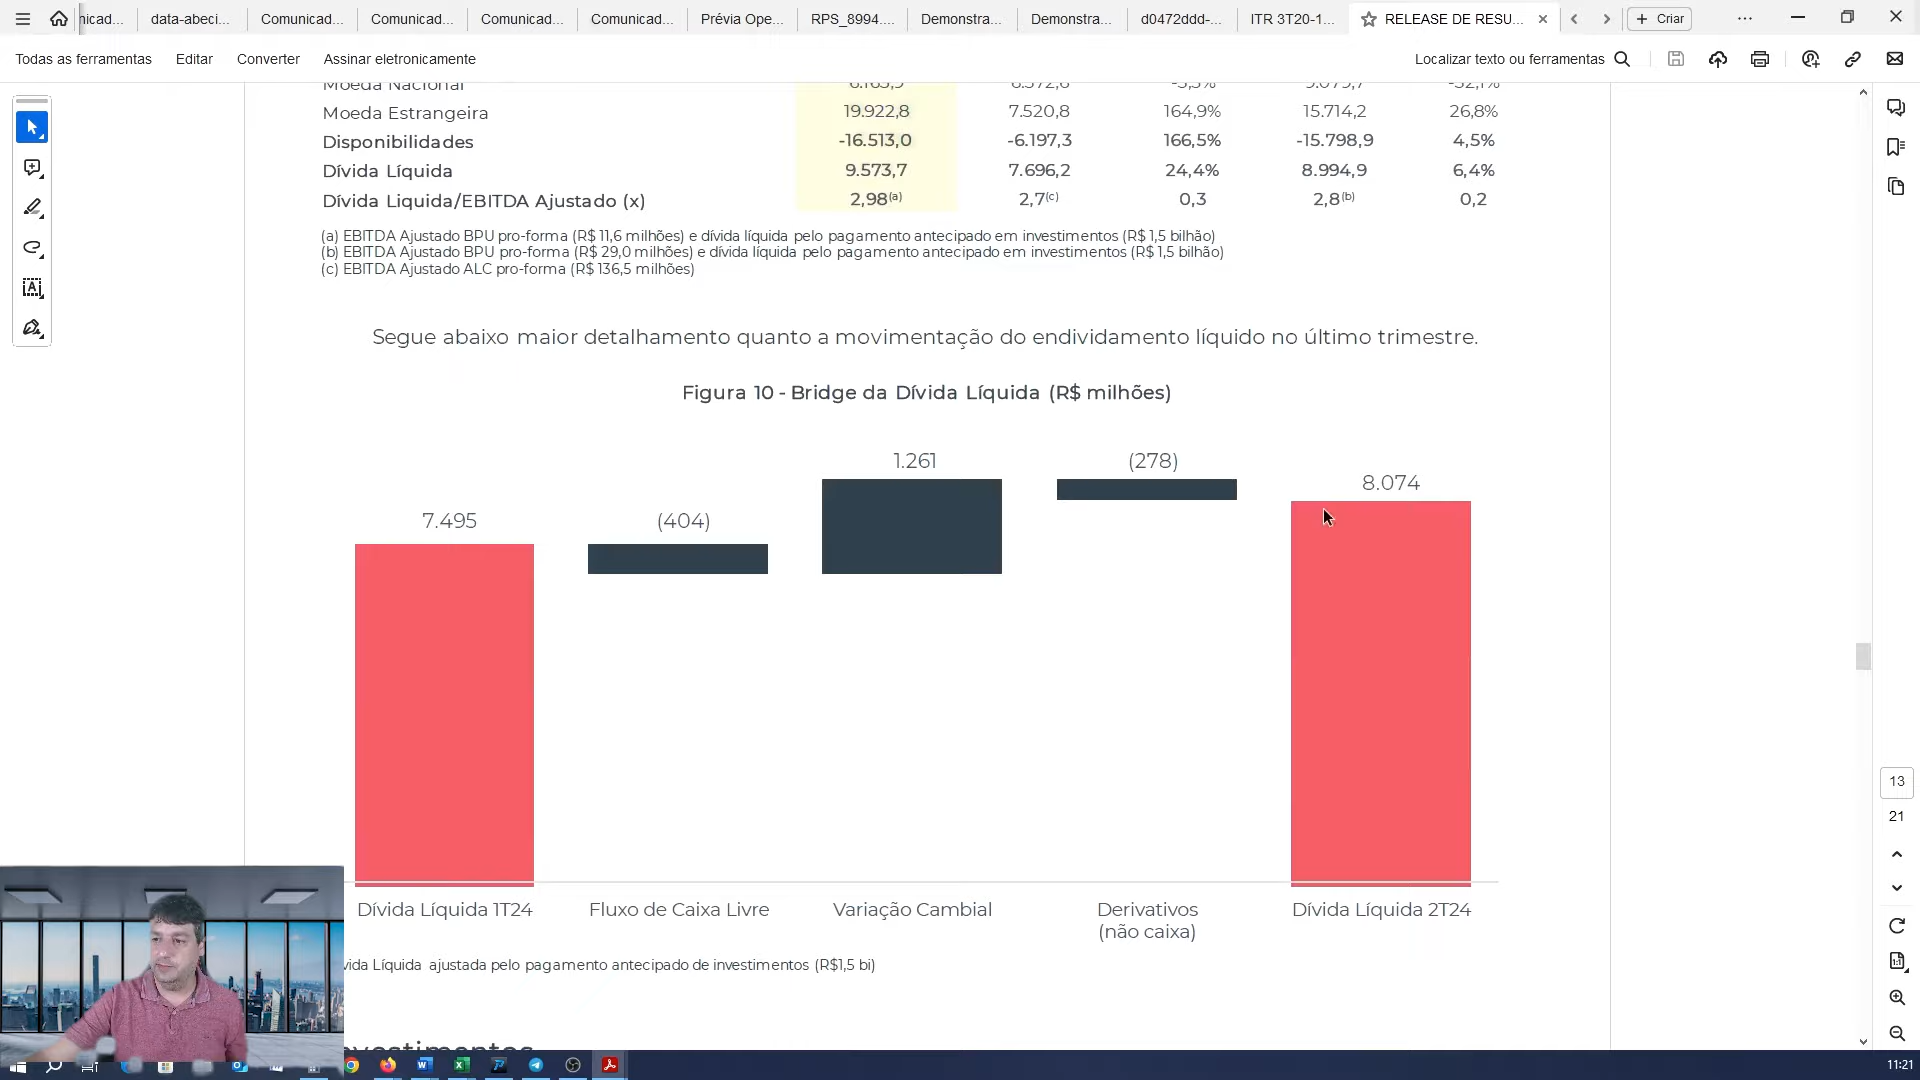 nicad...
data-abeci...
Comunicad...
Comunicad...
Comunicad...
Comunicad...
Prévia Ope...
RPS_8994....
Demonstra...
Demonstra...
d0472ddd-...
ITR 3T20-1...
RELEASE DE RESU...
Criar
Todas as ferramentas
Editar
Converter
Assinar eletronicamente
Localizar texto ou ferramentas
Moeda Nacional
Moeda Estrangeira 19.922,8 7.520,8 164,9% 15.714,2 26,8%
Disponibilidades -16.513,0 -6.197,3 166,5% -15.798,9 4,5%
Dívida Líquida 9.573,7 7.696,2 24,4% 8.994,9 6,4%
Dívida Liquida/EBITDA Ajustado (x) 2,98(a) 2,7(c) 0,3 2,8(b) 0,2
(a) EBITDA Ajustado BPU pro-forma (R$ 11,6 milhões) e dívida líquida pelo pagamento antecipado em investimentos (R$ 1,5 bilhão)
(b) EBITDA Ajustado BPU pro-forma (R$ 29,0 milhões) e dívida líquida pelo pagamento antecipado em investimentos (R$ 1,5 bilhão)
(c) EBITDA Ajustado ALC pro-forma (R$ 136,5 milhões)
Segue abaixo maior detalhamento quanto a movimentação do endividamento líquido no último trimestre.
Figura 10 - Bridge da Dívida Líquida (R$ milhões)
7.495
(404)
1.261
(278)
8.074
Dívida Líquida 1T24
Fluxo de Caixa Livre
Variação Cambial
Derivativos
(não caixa)
Dívida Líquida 2T24
vida Líquida ajustada pelo pagamento antecipado de investimentos (R$1,5 bi)
13
21
11:21